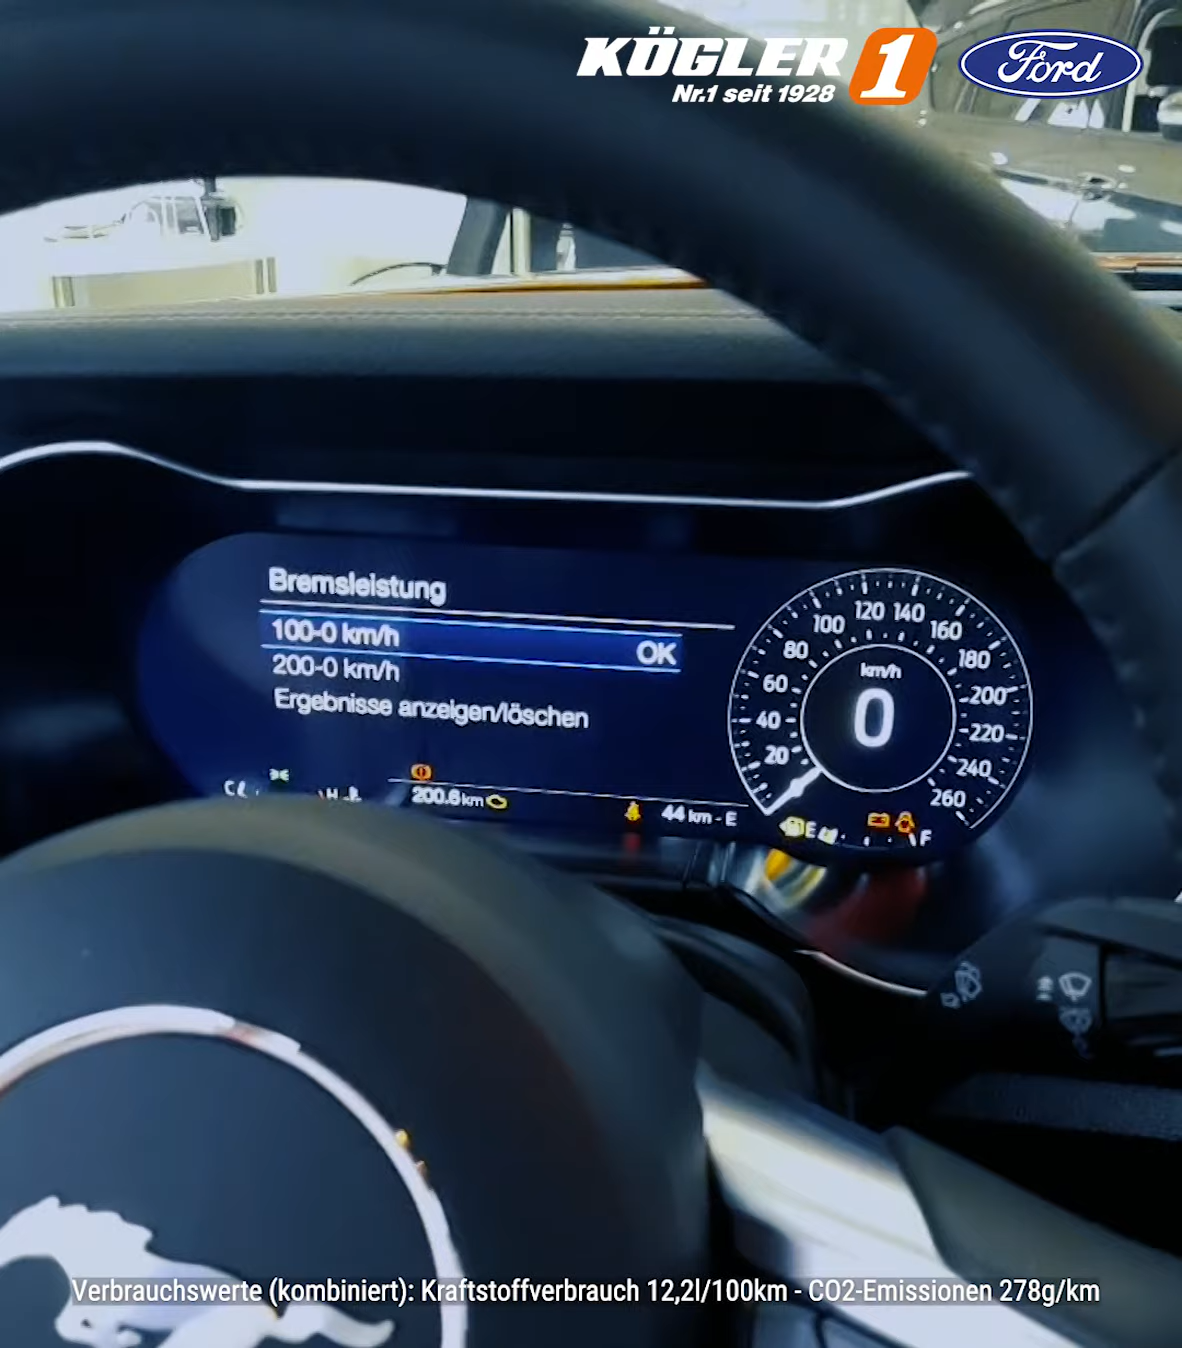 KÖGLER 1
Nr.1 seit 1928
Ford
Bremsleistung
100-0 km/h
OK
200-0 km/h
Ergebnisse anzeigen/löschen
200.6 km
44 km - E
km/h
0
20
40
60
80
100
120
140
160
180
200
220
240
260
E
F
H
Verbrauchswerte (kombiniert): Kraftstoffverbrauch 12,2l/100km - CO2-Emissionen 278g/km